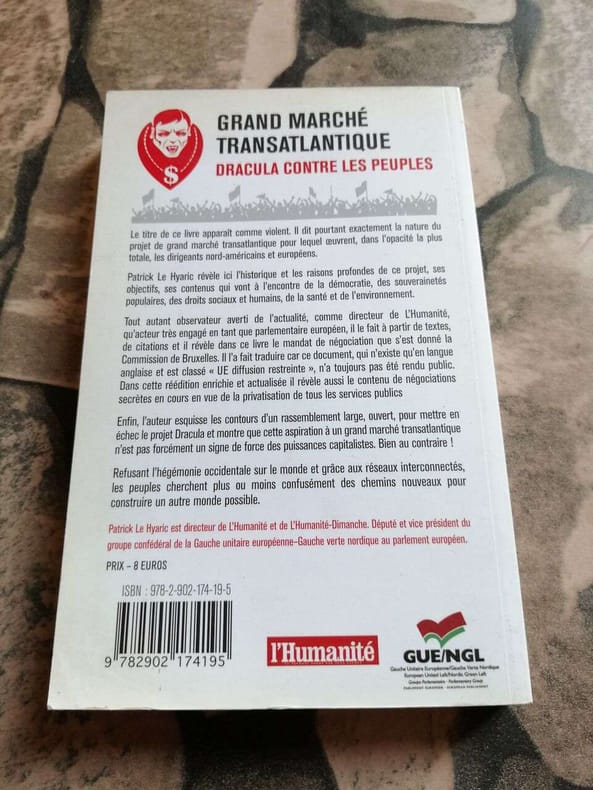 GRAND MARCHÉ
TRANSATLANTIQUE
DRACULA CONTRE LES PEUPLES
$
Le titre de ce livre apparaît comme violent. Il dit pourtant exactement la nature du
projet de grand marché transatlantique pour lequel œuvrent, dans l'opacité la plus
totale, les dirigeants nord-américains et européens.
Patrick Le Hyaric révèle ici l'historique et les raisons profondes de ce projet, ses
objectifs, ses contenus qui vont à l'encontre de la démocratie, des souverainetés
populaires, des droits sociaux et humains, de la santé et de l'environnement.
Tout autant observateur averti de l'actualité, comme directeur de L'Humanité,
qu'acteur très engagé en tant que parlementaire européen, il le fait à partir de textes,
de citations et il révèle dans ce livre le mandat de négociation que s'est donné la
Commission de Bruxelles. Il l'a fait traduire car ce document, qui n'existe qu'en langue
anglaise et est classé « UE diffusion restreinte », n'a toujours pas été rendu public.
Dans cette réédition enrichie et actualisée il révèle aussi le contenu de négociations
secrètes en cours en vue de la privatisation de tous les services publics
Enfin, l'auteur esquisse les contours d'un rassemblement large, ouvert, pour mettre en
échec le projet Dracula et montre que cette aspiration à un grand marché transatlantique
n'est pas forcément un signe de force des puissances capitalistes. Bien au contraire !
Refusant l'hégémonie occidentale sur le monde et grâce aux réseaux interconnectés,
les peuples cherchent plus ou moins confusément des chemins nouveaux pour
construire un autre monde possible.
Patrick Le Hyaric est directeur de L'Humanité et de L'Humanité-Dimanche. Député et vice président du
groupe confédéral de la Gauche unitaire européenne-Gauche verte nordique au parlement européen.
PRIX – 8 EUROS
ISBN : 978-2-902-174-19-5
9 782902 174195
l'Humanité
GUE/NGL
Gauche Unitaire Européenne/Gauche Verte Nordique
European United Left/Nordic Green Left
Groupe Parlementaire - Parliamentary Group
PARLEMENT EUROPÉEN - EUROPEAN PARLIAMENT